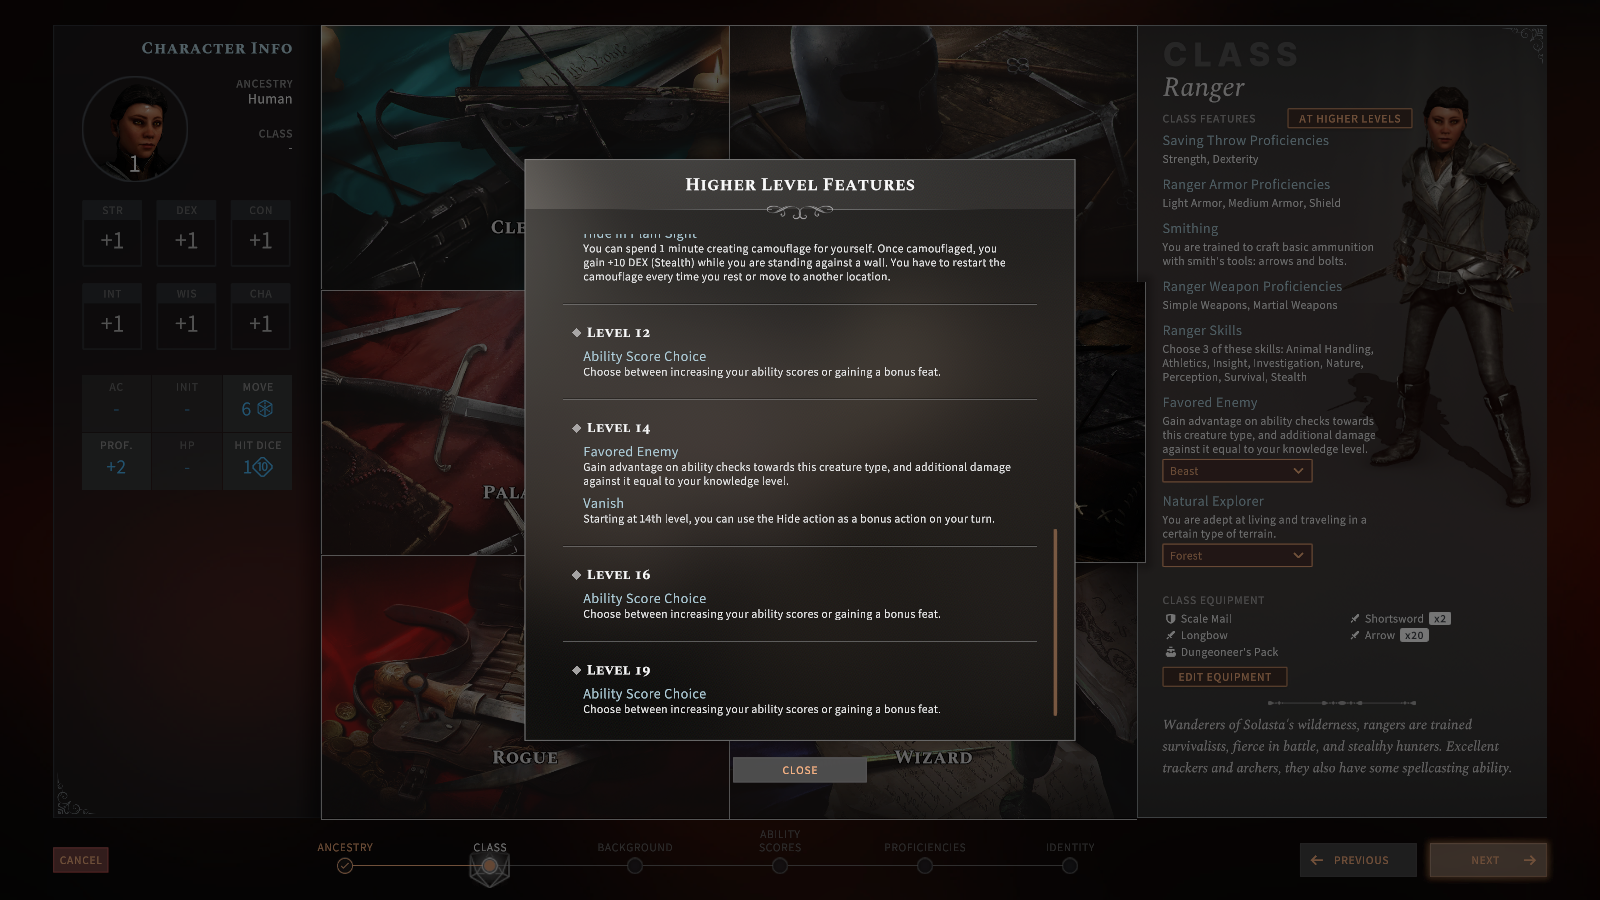 CHARACTER INFO
ANCESTRY
Human
CLASS
-
1
STR
DEX
CON
+1
+1
+1
INT
WIS
CHA
+1
+1
+1
AC
INIT
MOVE
-
-
6
PROF.
HP
HIT DICE
+2
-
1 10
CLE
PALA
ROGUE
WIZARD
HIGHER LEVEL FEATURES
Hide in Plain Sight
You can spend 1 minute creating camouflage for yourself. Once camouflaged, you
gain +10 DEX (Stealth) while you are standing against a wall. You have to restart the
camouflage every time you rest or move to another location.
LEVEL 12
Ability Score Choice
Choose between increasing your ability scores or gaining a bonus feat.
LEVEL 14
Favored Enemy
Gain advantage on ability checks towards this creature type, and additional damage
against it equal to your knowledge level.
Vanish
Starting at 14th level, you can use the Hide action as a bonus action on your turn.
LEVEL 16
Ability Score Choice
Choose between increasing your ability scores or gaining a bonus feat.
LEVEL 19
Ability Score Choice
Choose between increasing your ability scores or gaining a bonus feat.
CLOSE
CLASS
Ranger
CLASS FEATURES
AT HIGHER LEVELS
Saving Throw Proficiencies
Strength, Dexterity
Ranger Armor Proficiencies
Light Armor, Medium Armor, Shield
Smithing
You are trained to craft basic ammunition
with smith's tools: arrows and bolts.
Ranger Weapon Proficiencies
Simple Weapons, Martial Weapons
Ranger Skills
Choose 3 of these skills: Animal Handling,
Athletics, Insight, Investigation, Nature,
Perception, Survival, Stealth
Favored Enemy
Gain advantage on ability checks towards
this creature type, and additional damage
against it equal to your knowledge level.
Beast
Natural Explorer
You are adept at living and traveling in a
certain type of terrain.
Forest
CLASS EQUIPMENT
Scale Mail
Shortsword x2
Longbow
Arrow x20
Dungeoneer's Pack
EDIT EQUIPMENT
Wanderers of Solasta's wilderness, rangers are trained
survivalists, fierce in battle, and stealthy hunters. Excellent
trackers and archers, they also have some spellcasting ability.
CANCEL
ANCESTRY
CLASS
BACKGROUND
ABILITY
SCORES
PROFICIENCIES
IDENTITY
PREVIOUS
NEXT